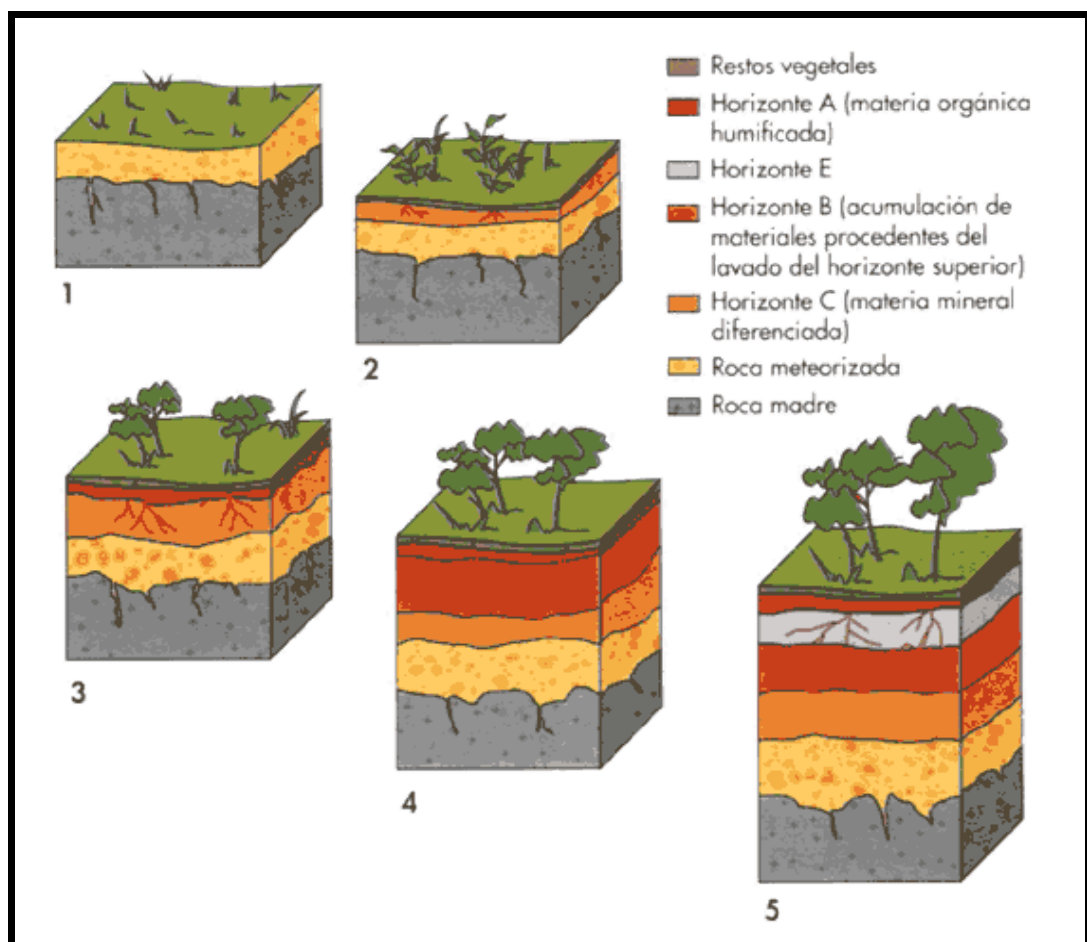 Restos vegetales
Horizonte A (materia orgánica
humificada)
Horizonte E
Horizonte B (acumulación de
materiales procedentes del
lavado del horizonte superior)
Horizonte C (materia mineral
diferenciada)
Roca meteorizada
Roca madre
1
2
3
4
5